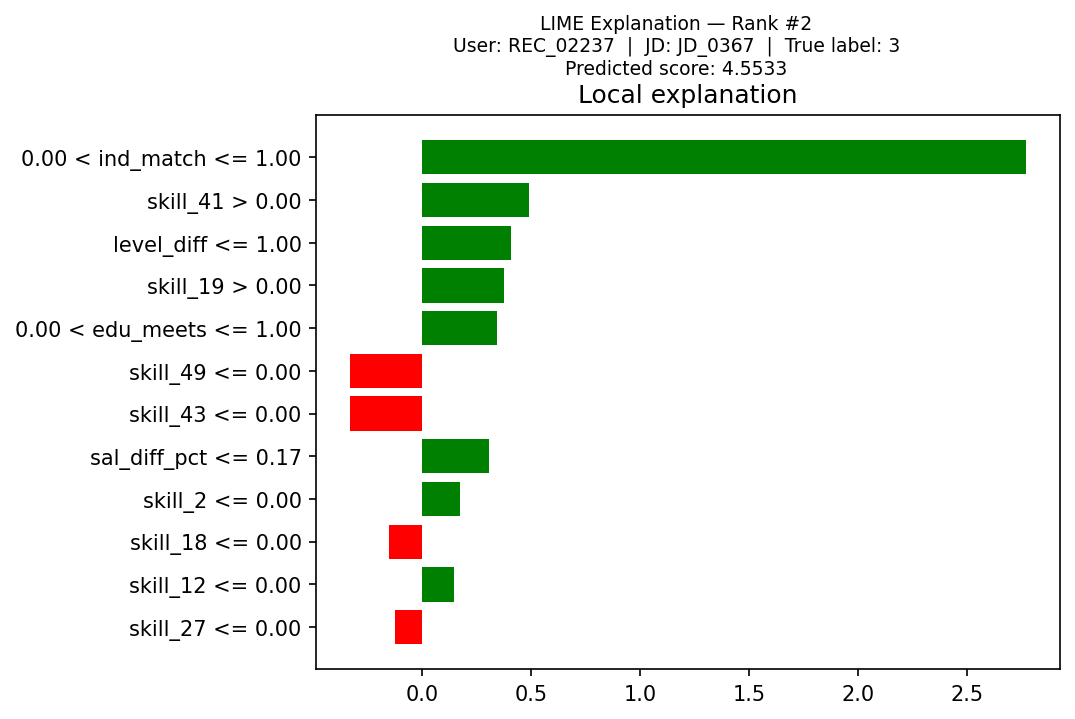 LIME Explanation — Rank #2
User: REC_02237 | JD: JD_0367 | True label: 3
Predicted score: 4.5533
Local explanation
0.00 < ind_match <= 1.00
skill_41 > 0.00
level_diff <= 1.00
skill_19 > 0.00
0.00 < edu_meets <= 1.00
skill_49 <= 0.00
skill_43 <= 0.00
sal_diff_pct <= 0.17
skill_2 <= 0.00
skill_18 <= 0.00
skill_12 <= 0.00
skill_27 <= 0.00
0.0 0.5 1.0 1.5 2.0 2.5